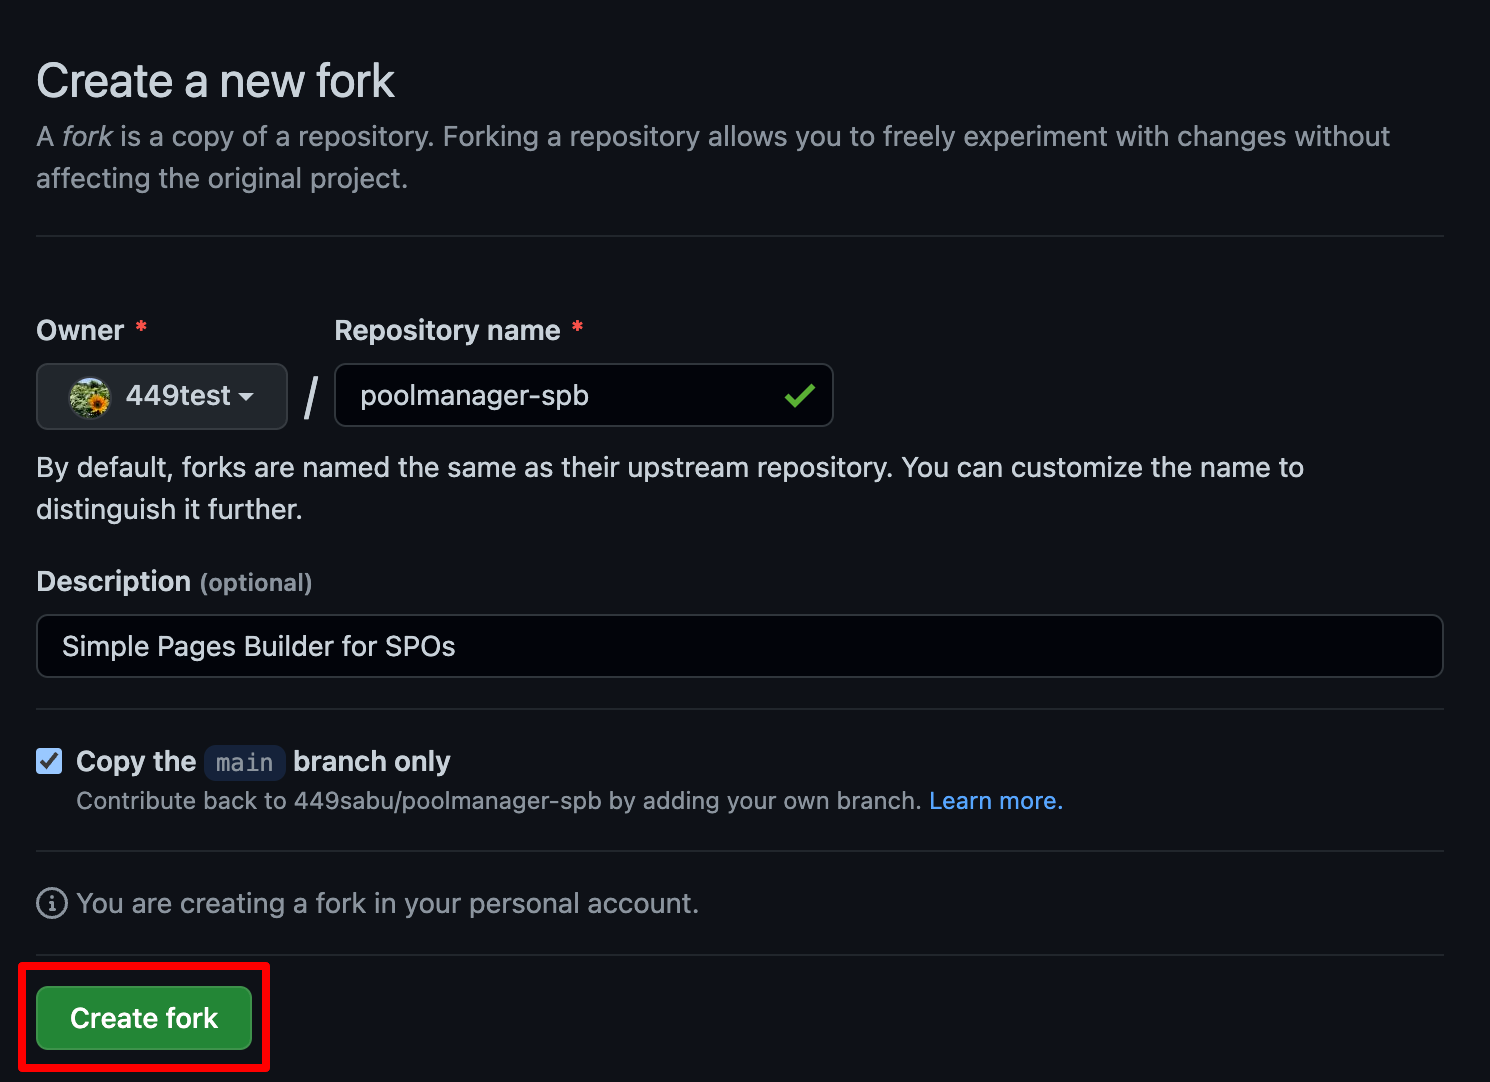 Create a new fork
A fork is a copy of a repository. Forking a repository allows you to freely experiment with changes without
affecting the original project.
Owner *
Repository name *
449test
/
poolmanager-spb
By default, forks are named the same as their upstream repository. You can customize the name to
distinguish it further.
Description (optional)
Simple Pages Builder for SPOs
Copy the main branch only
Contribute back to 449sabu/poolmanager-spb by adding your own branch. Learn more.
You are creating a fork in your personal account.
Create fork